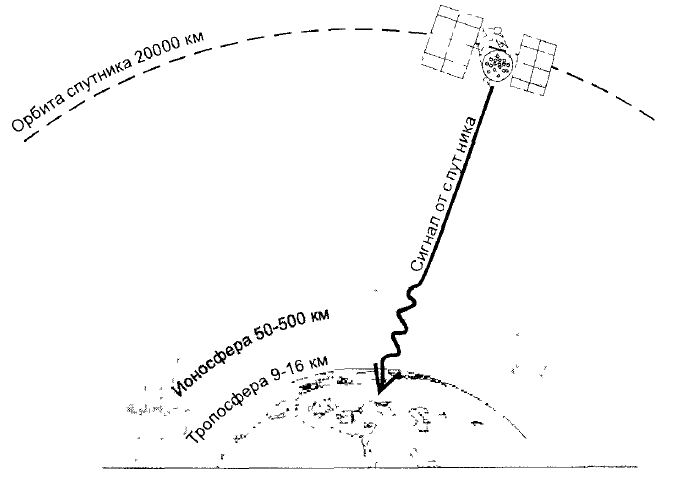 Орбита спутника 20000 км
Сигнал от спутника
Ионосфера 50-500 км
Тропосфера 9-16 км